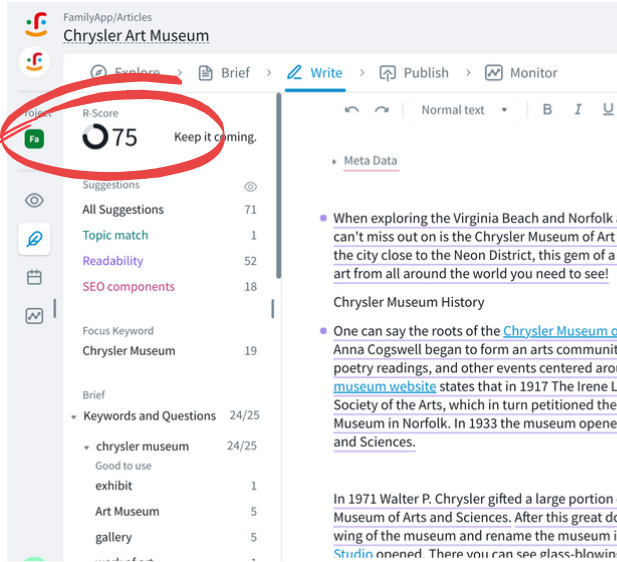 FamilyApp/Articles
Chrysler Art Museum
Explore > Brief > Write > Publish > Monitor
Project
R-Score
75 Keep it coming.
Fa
Normal text B I U
Meta Data
Suggestions
All Suggestions 71
Topic match 1
Readability 52
SEO components 18
Focus Keyword
Chrysler Museum 19
Brief
Keywords and Questions 24/25
chrysler museum 24/25
Good to use
exhibit 1
Art Museum 5
gallery 5
work of art 1
When exploring the Virginia Beach and Norfolk
can't miss out on is the Chrysler Museum of Art
the city close to the Neon District, this gem of a
art from all around the world you need to see!
Chrysler Museum History
One can say the roots of the Chrysler Museum
Anna Cogswell began to form an arts
poetry readings, and other events centered
museum website states that in 1917 The Irene
Society of the Arts, which in turn petitioned the
Museum in Norfolk. In 1933 the museum
and Sciences.
In 1971 Walter P. Chrysler gifted a large portion
Museum of Arts and Sciences. After this great
wing of the museum and rename the museum
Studio opened. There you can see